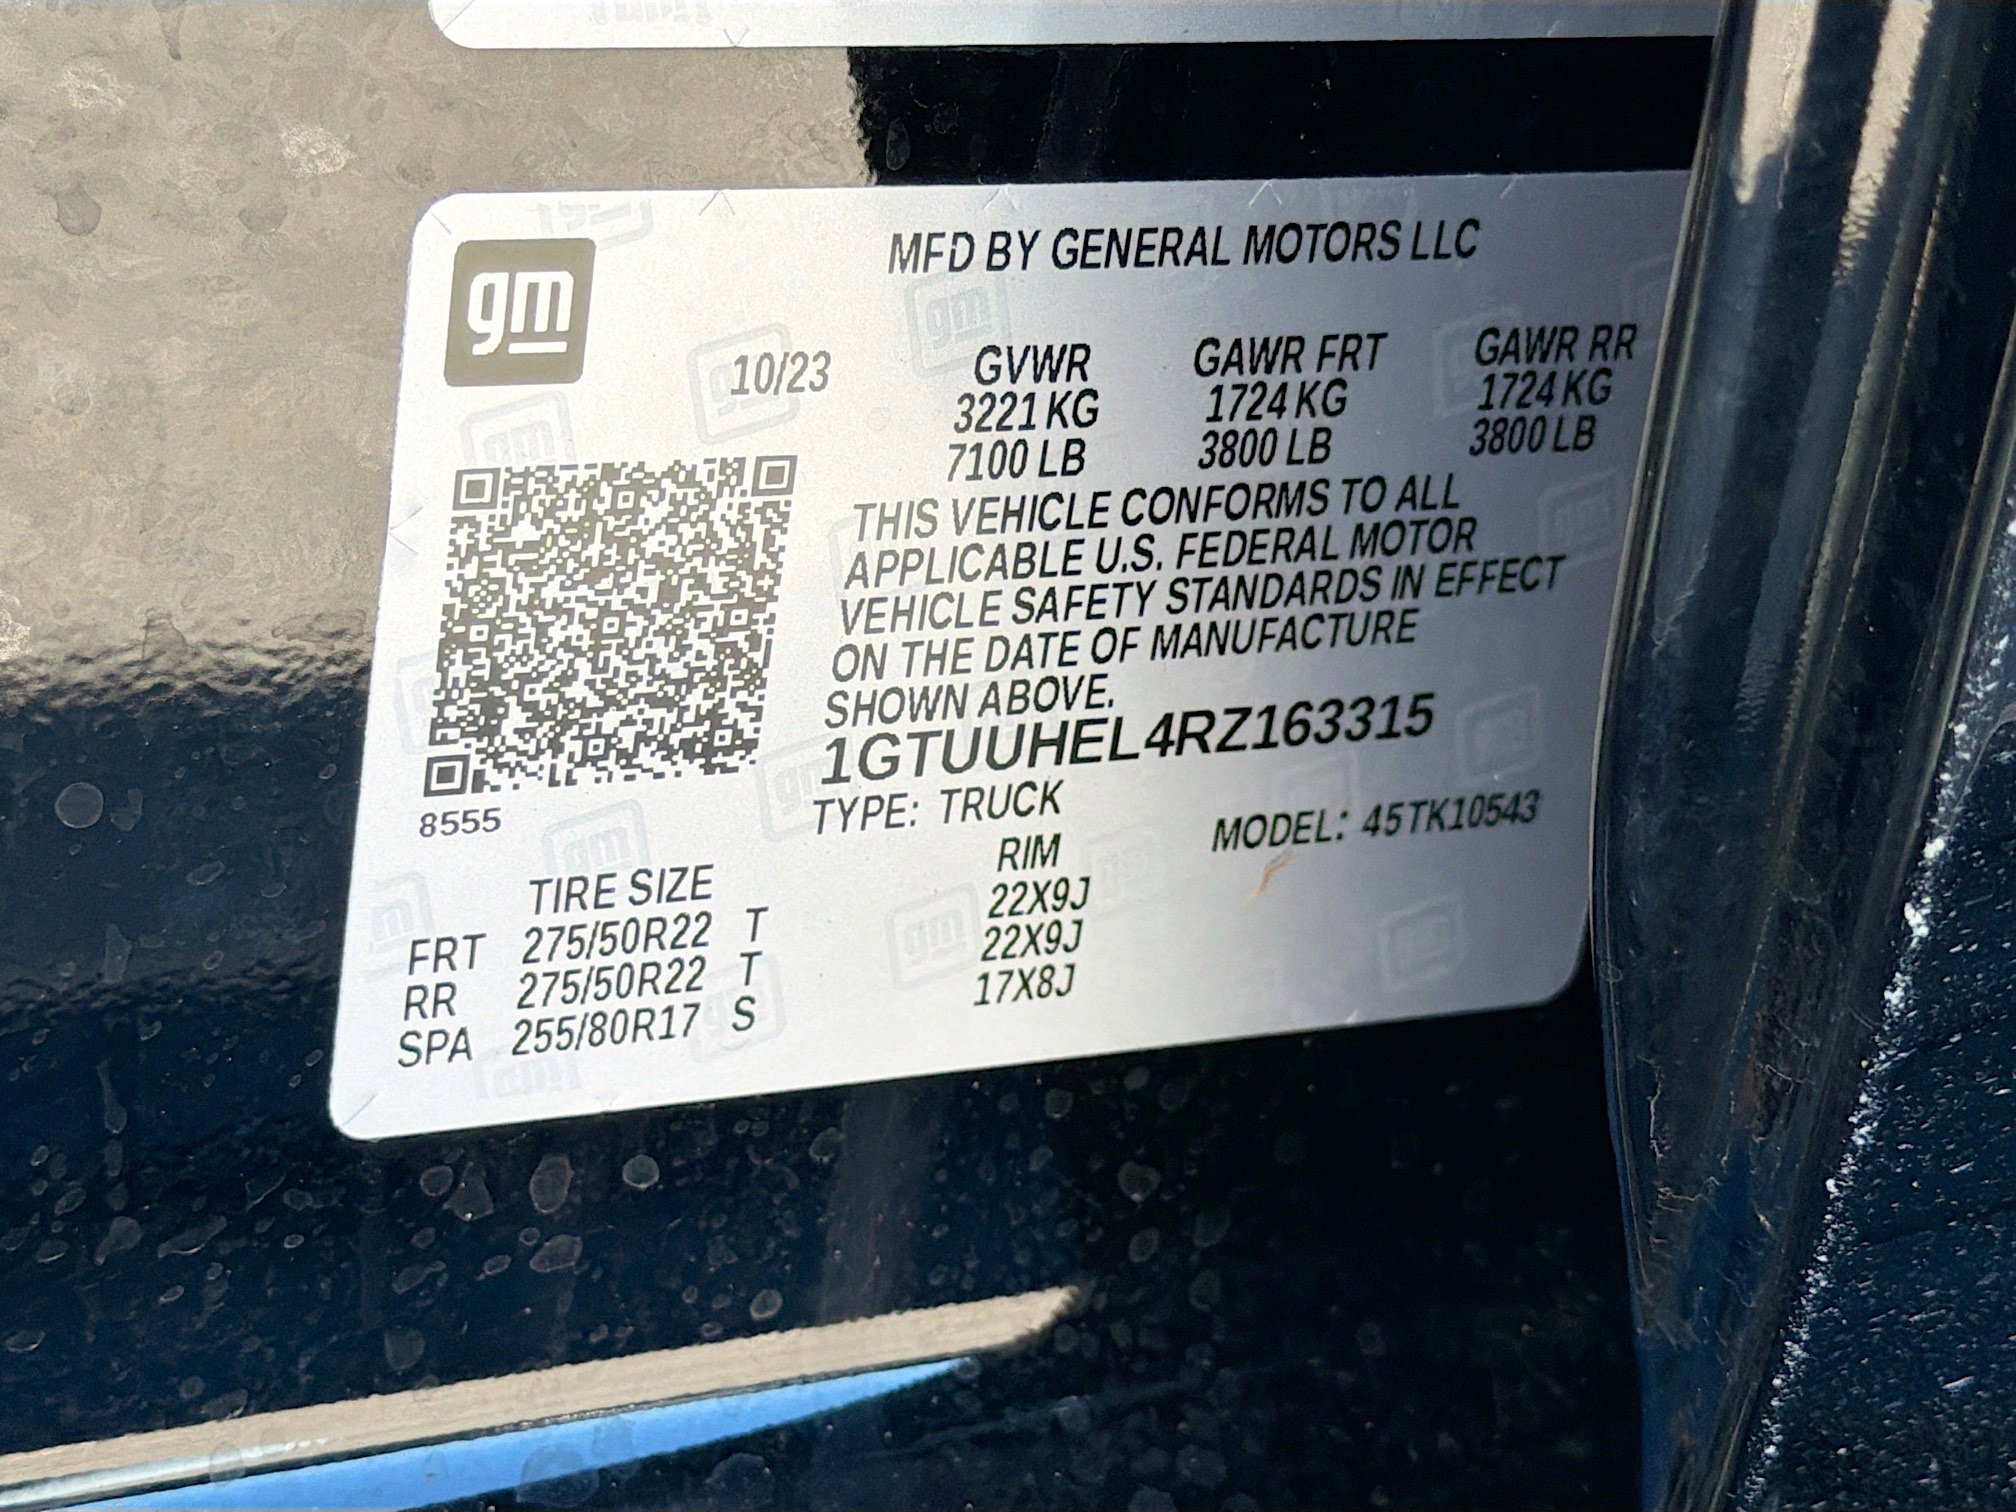 gm
MFD BY GENERAL MOTORS LLC
10/23
GVWR GAWR FRT GAWR RR
3221 KG 1724 KG 1724 KG
7100 LB 3800 LB 3800 LB
THIS VEHICLE CONFORMS TO ALL
APPLICABLE U.S. FEDERAL MOTOR
VEHICLE SAFETY STANDARDS IN EFFECT
ON THE DATE OF MANUFACTURE
SHOWN ABOVE.
1GTUUHEL4RZ163315
8555
TYPE: TRUCK MODEL: 45TK10543
TIRE SIZE RIM
FRT 275/50R22 T 22X9J
RR 275/50R22 T 22X9J
SPA 255/80R17 S 17X8J